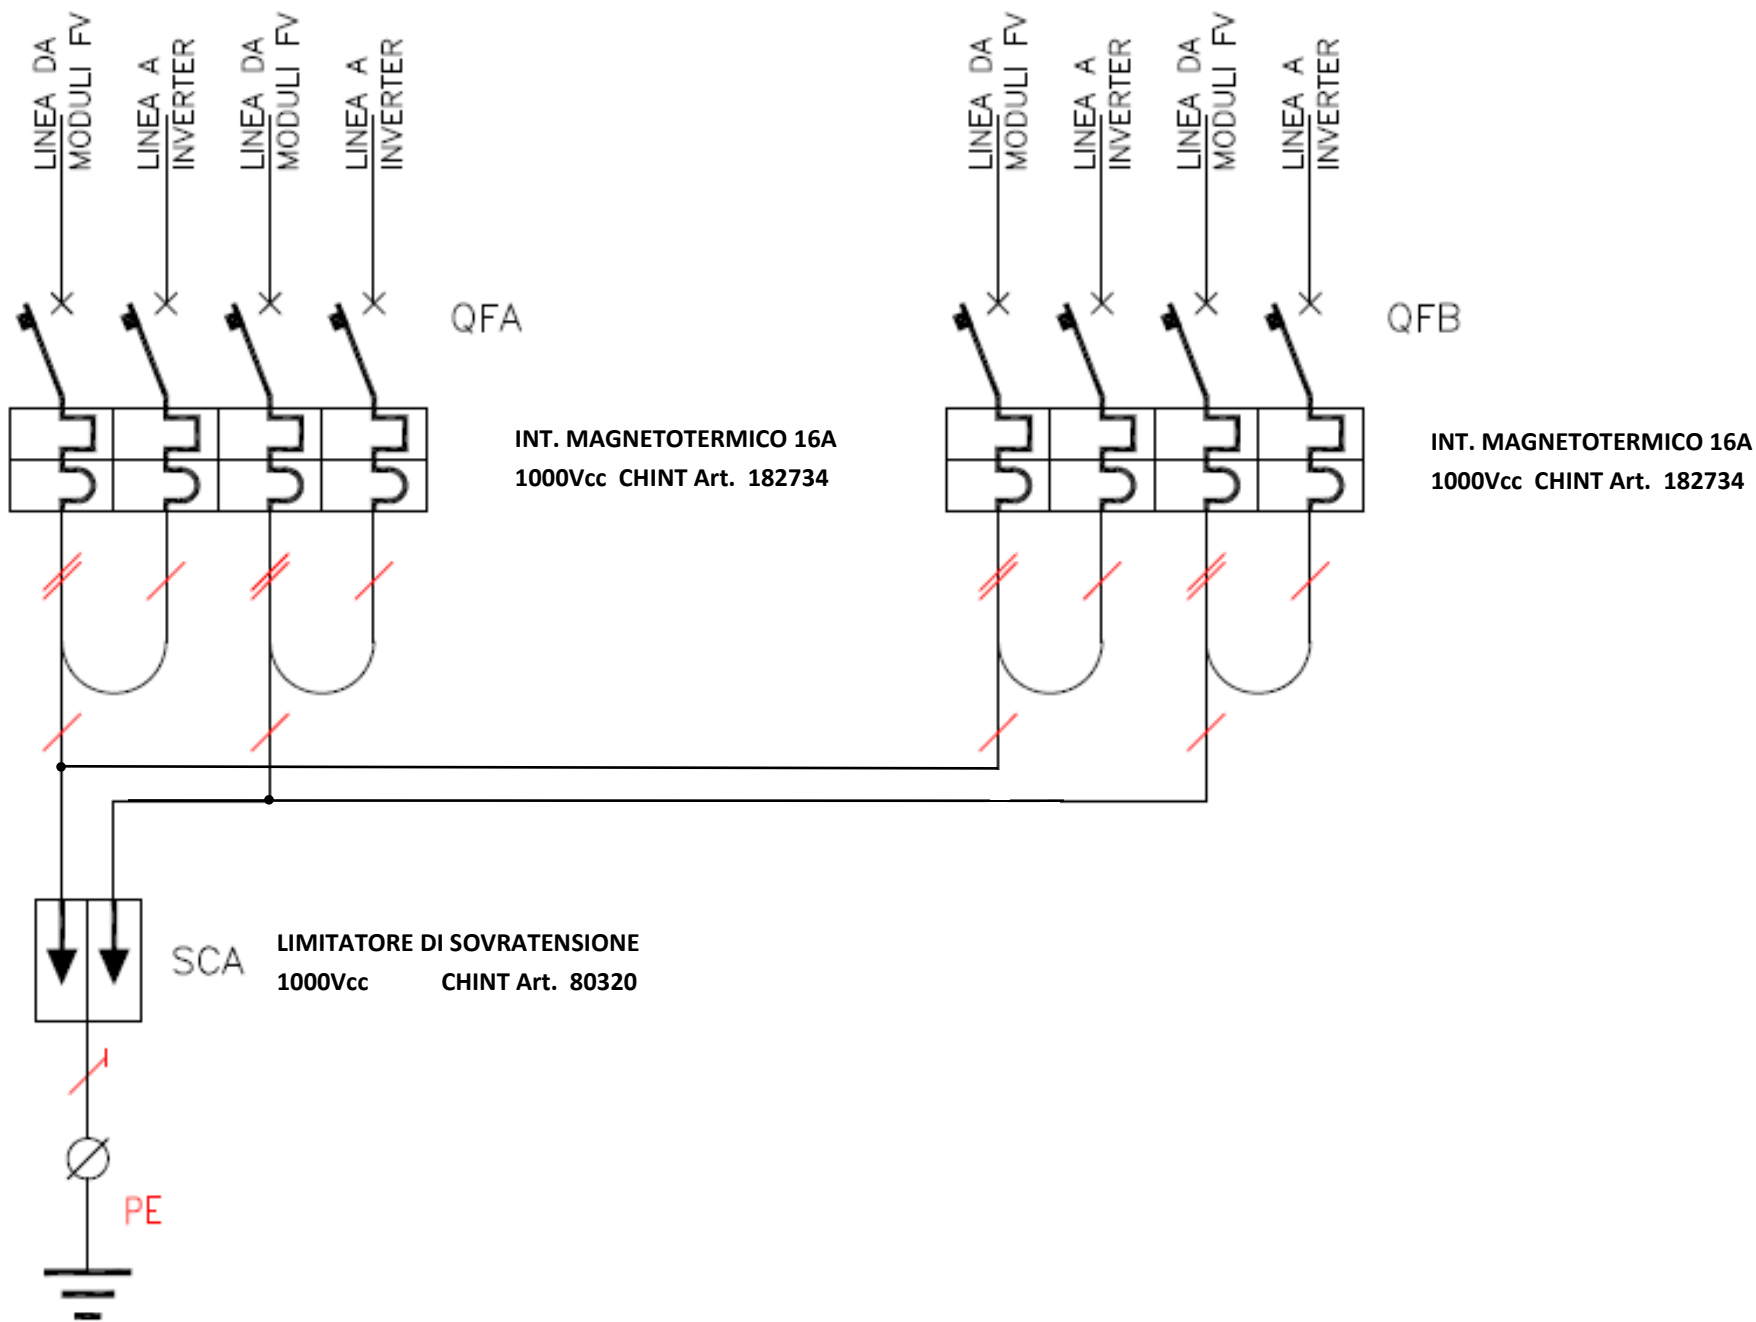 LINEA DA
MODULI FV
LINEA A
INVERTER
LINEA DA
MODULI FV
LINEA A
INVERTER
LINEA DA
MODULI FV
LINEA A
INVERTER
LINEA DA
MODULI FV
LINEA A
INVERTER
QFA
QFB
INT. MAGNETOTERMICO 16A
1000Vcc CHINT Art. 182734
INT. MAGNETOTERMICO 16A
1000Vcc CHINT Art. 182734
SCA
LIMITATORE DI SOVRATENSIONE
1000Vcc CHINT Art. 80320
PE